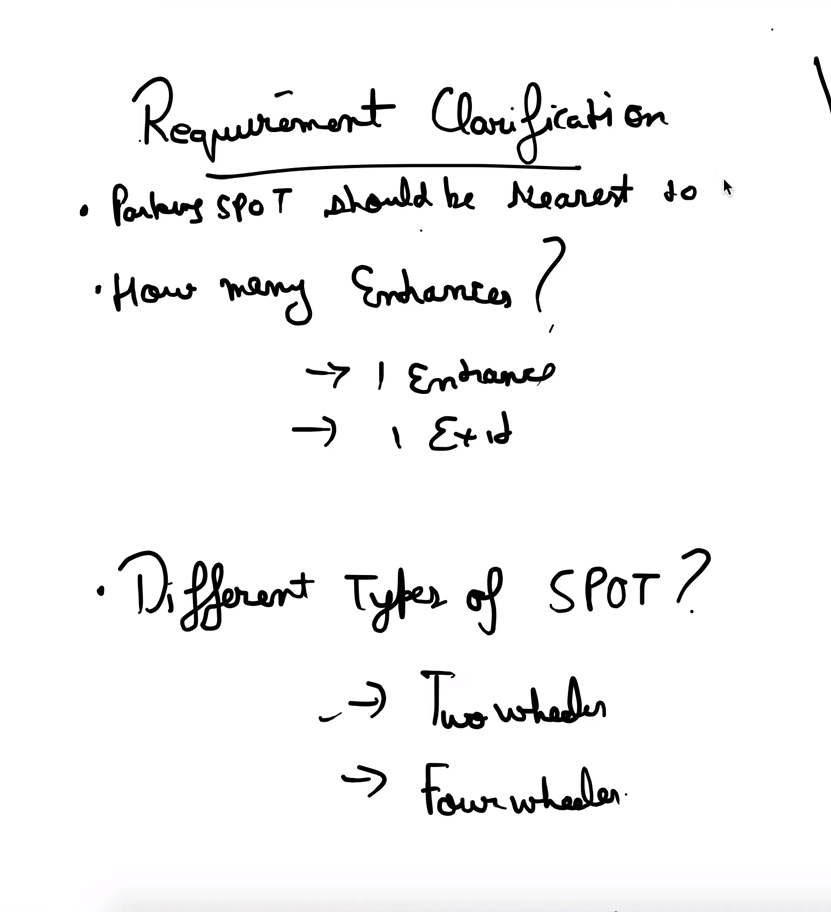 Requirement Clarification
• Parking SPOT should be Nearest to
• How many Entrances?
→ 1 Entrance
→ 1 Exit
• Different Types of SPOT?
→ Two wheeler
→ Four wheeler